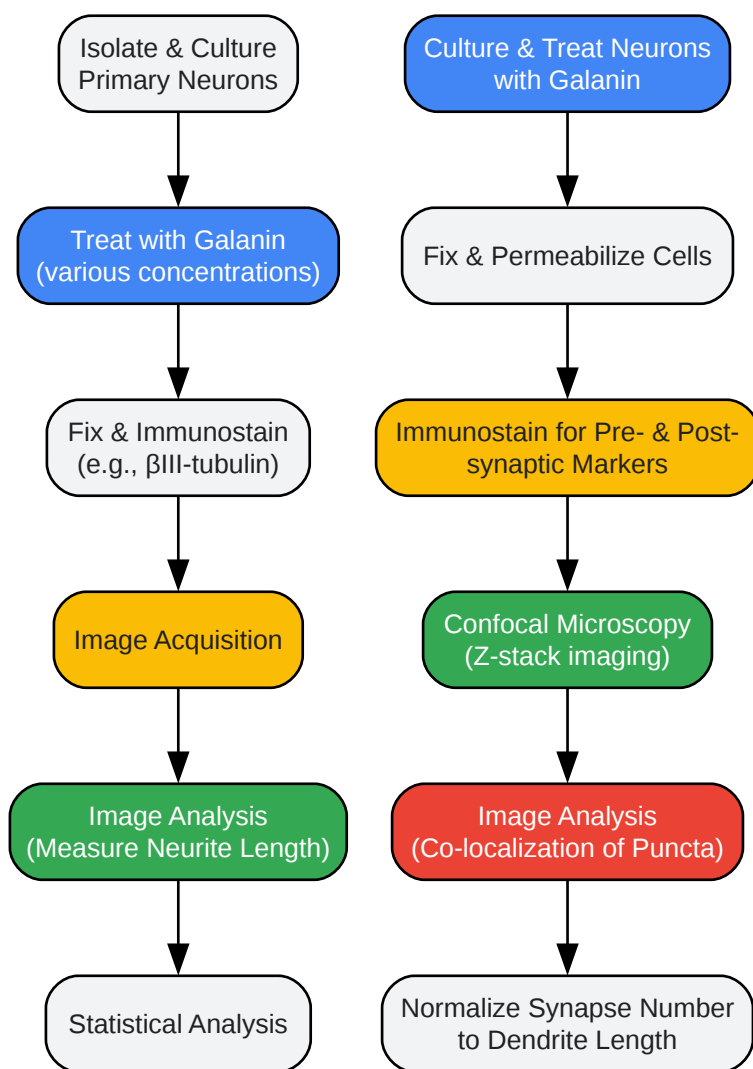 Isolate & Culture
Primary Neurons
Treat with Galanin
(various concentrations)
Fix & Immunostain
(e.g., βIII-tubulin)
Image Acquisition
Image Analysis
(Measure Neurite Length)
Statistical Analysis
Culture & Treat Neurons
with Galanin
Fix & Permeabilize Cells
Immunostain for Pre- & Post-
synaptic Markers
Confocal Microscopy
(Z-stack imaging)
Image Analysis
(Co-localization of Puncta)
Normalize Synapse Number
to Dendrite Length